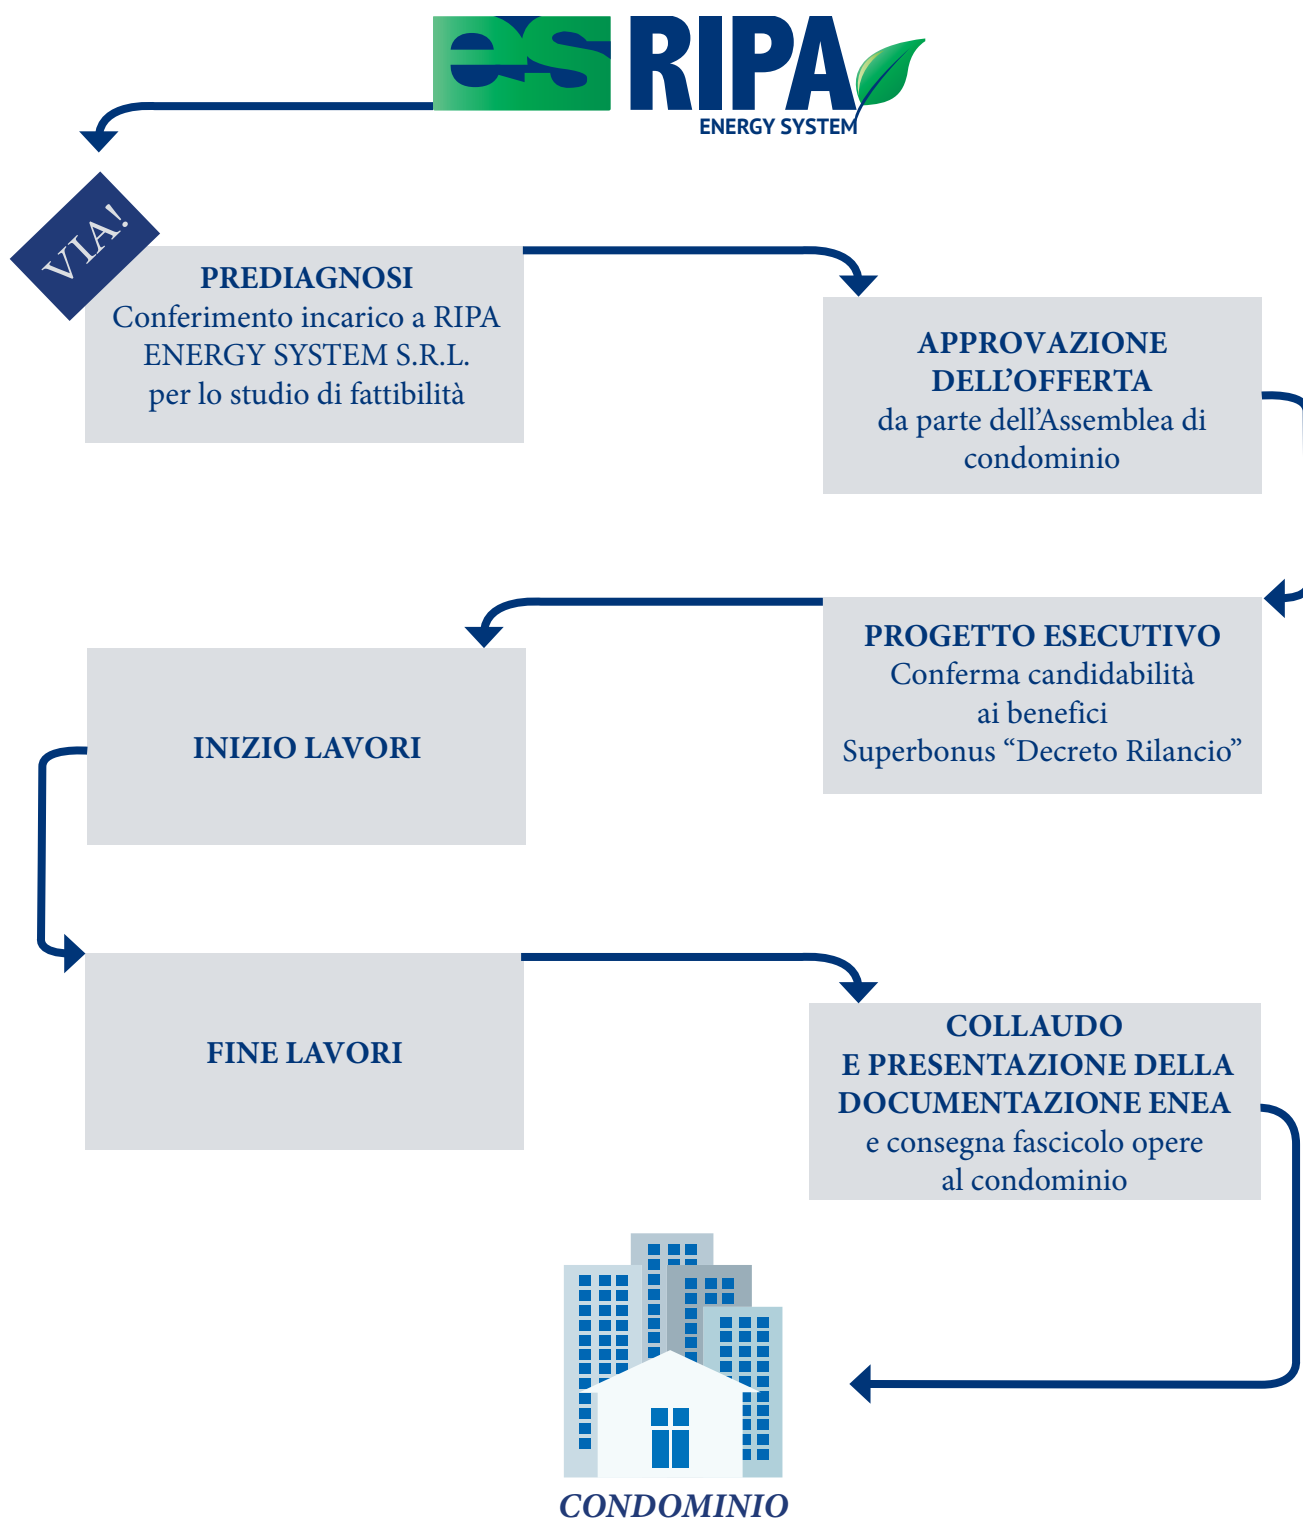 es RIPA
ENERGY SYSTEM
VIA!
PREDIAGNOSI
Conferimento incarico a RIPA
ENERGY SYSTEM S.R.L.
per lo studio di fattibilità
APPROVAZIONE
DELL’OFFERTA
da parte dell’Assemblea di
condominio
PROGETTO ESECUTIVO
Conferma candidabilità
ai benefici
Superbonus “Decreto Rilancio”
INIZIO LAVORI
FINE LAVORI
COLLAUDO
E PRESENTAZIONE DELLA
DOCUMENTAZIONE ENEA
e consegna fascicolo opere
al condominio
CONDOMINIO